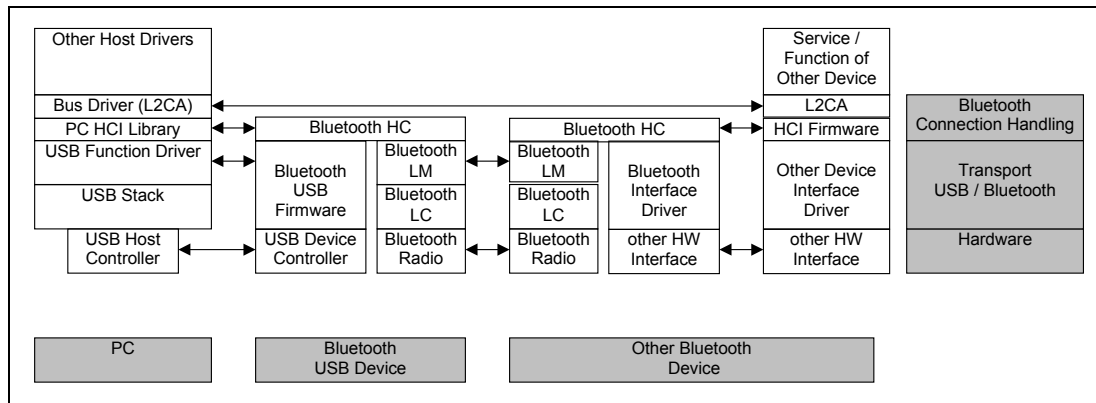 Other Host Drivers
Bus Driver (L2CA)
PC HCI Library
USB Function Driver
USB Stack
USB Host
Controller
Bluetooth HC
Bluetooth
USB
Firmware
USB Device
Controller
Bluetooth
LM
Bluetooth
LC
Bluetooth
Radio
Bluetooth HC
Bluetooth
LM
Bluetooth
LC
Bluetooth
Radio
Bluetooth
Interface
Driver
other HW
Interface
Service /
Function of
Other Device
L2CA
HCI Firmware
Other Device
Interface
Driver
other HW
Interface
Bluetooth
Connection Handling
Transport
USB / Bluetooth
Hardware
PC
Bluetooth
USB Device
Other Bluetooth
Device